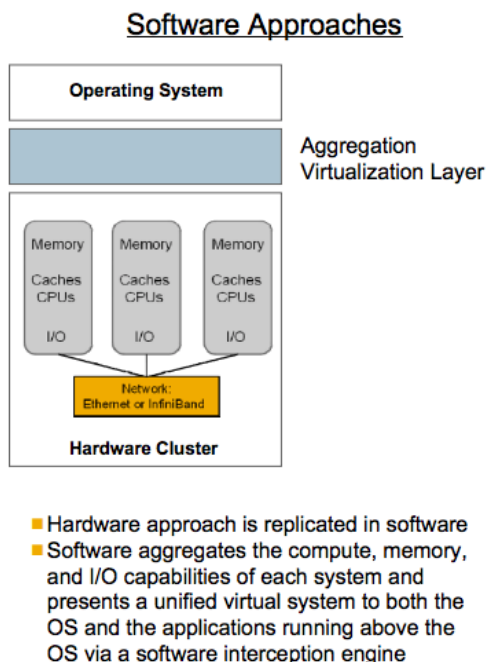 Software Approaches
Operating System
Aggregation
Virtualization Layer
Memory
Caches
CPUs
I/O
Memory
Caches
CPUs
I/O
Memory
Caches
CPUs
I/O
Network:
Ethernet or InfiniBand
Hardware Cluster
Hardware approach is replicated in software
Software aggregates the compute, memory,
and I/O capabilities of each system and
presents a unified virtual system to both the
OS and the applications running above the
OS via a software interception engine